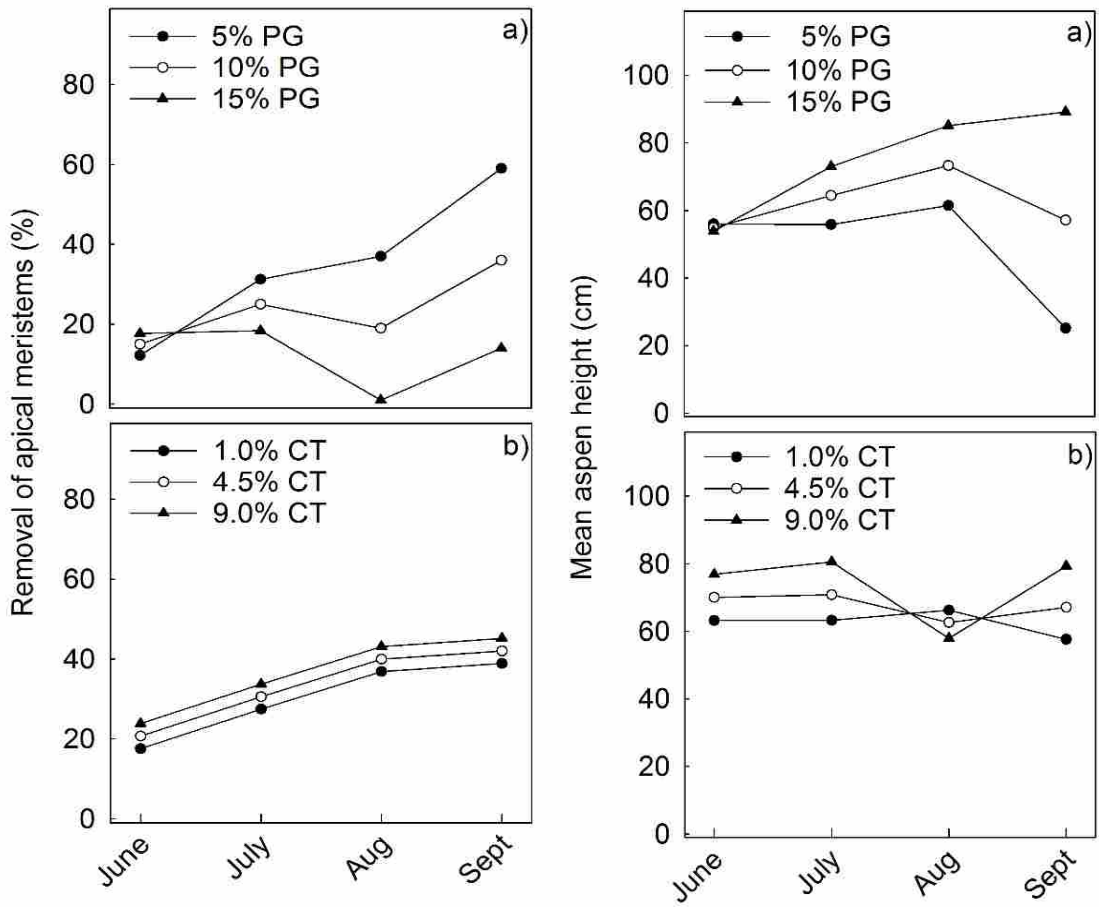 Removal of apical meristems (%)
a)
5% PG
10% PG
15% PG
80
60
40
20
0
b)
1.0% CT
4.5% CT
9.0% CT
80
60
40
20
0
June
July
Aug
Sept
Mean aspen height (cm)
a)
5% PG
10% PG
15% PG
100
80
60
40
20
0
b)
1.0% CT
4.5% CT
9.0% CT
100
80
60
40
20
0
June
July
Aug
Sept